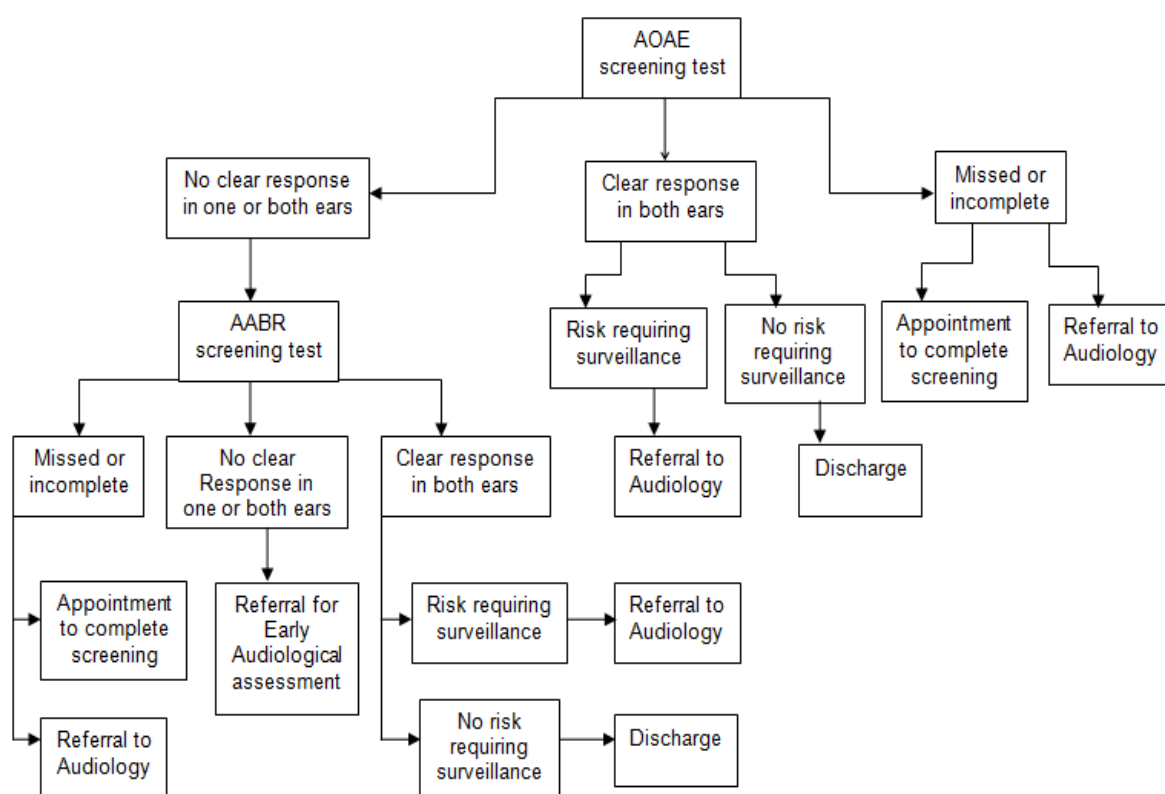 AOAE
screening test
No clear response
in one or both ears
Clear response
in both ears
Missed or
incomplete
AABR
screening test
Risk requiring
surveillance
No risk
requiring
surveillance
Appointment
to complete
screening
Referral to
Audiology
Missed or
incomplete
No clear
Response in
one or both ears
Clear response
in both ears
Referral to
Audiology
Discharge
Appointment
to complete
screening
Referral for
Early
Audiological
assessment
Risk requiring
surveillance
Referral to
Audiology
Referral to
Audiology
No risk
requiring
surveillance
Discharge